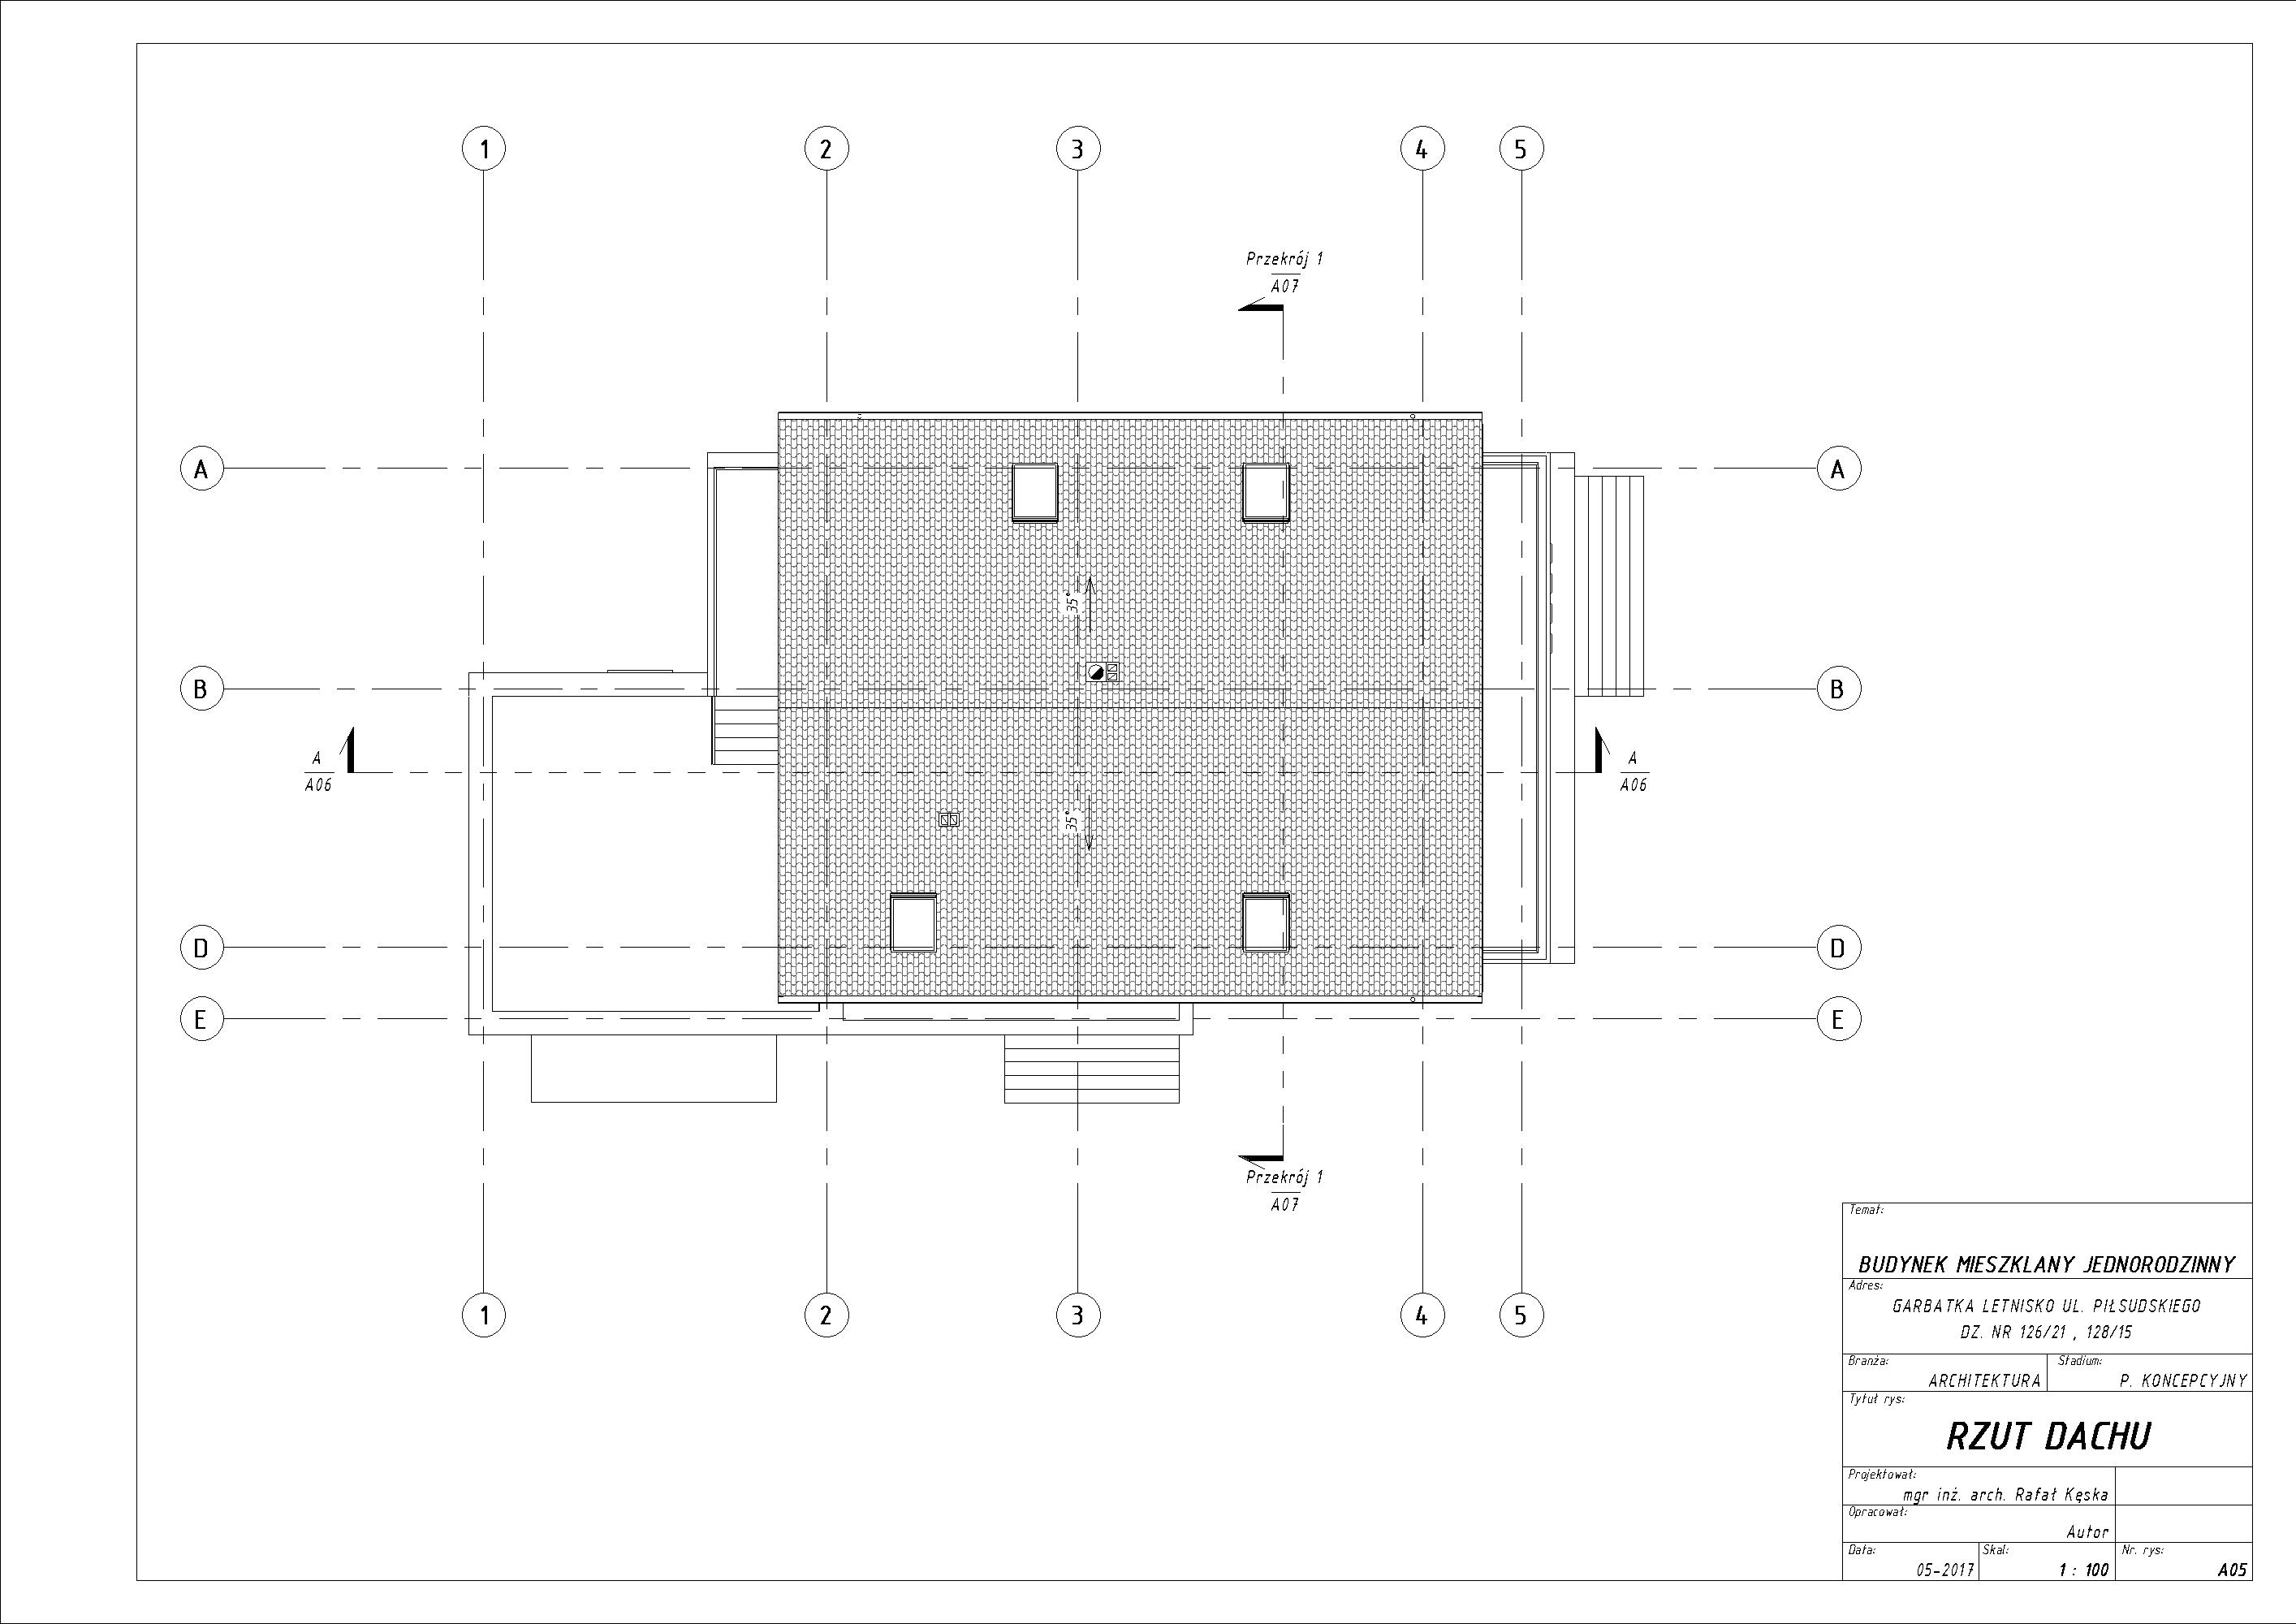 1 2 3 4 5
Przekrój 1
A07
A A
35°
B B
A A
A06 A06
35°
D D
E E
Przekrój 1
A07
1 2 3 4 5
Temat:
BUDYNEK MIESZKLANY JEDNORODZINNY
Adres:
GARBATKA LETNISKO UL. PIŁSUDSKIEGO
DZ. NR 126/21 , 128/15
Branża: Stadium:
ARCHITEKTURA P. KONCEPCYJNY
Tytuł rys:
RZUT DACHU
Projektował:
mgr inż. arch. Rafał Kęska
Opracował:
Autor
Data: Skal: Nr. rys:
05-2017 1 : 100 A05